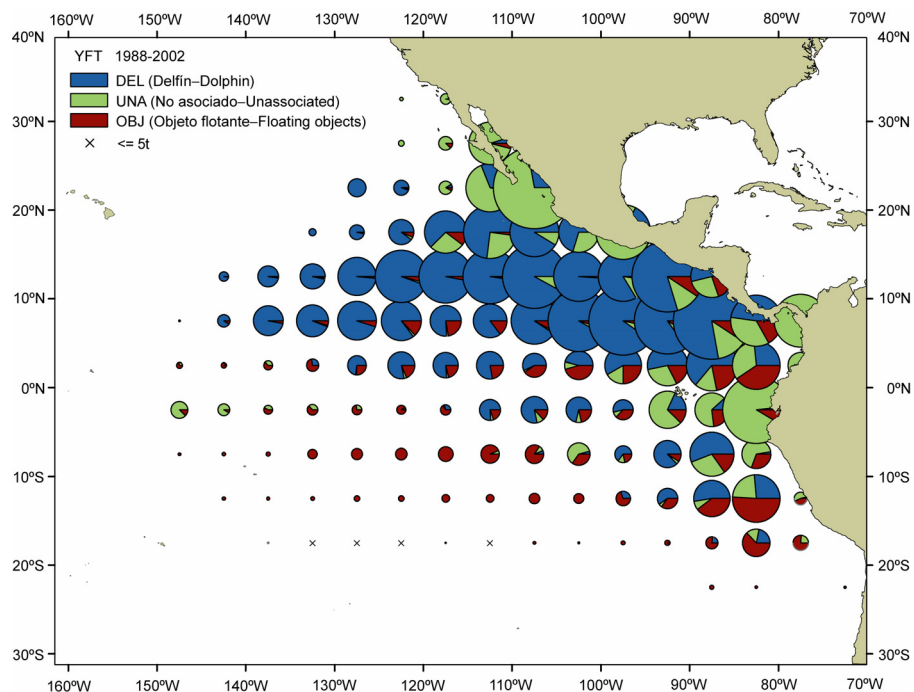 160ºW 150ºW 140ºW 130ºW 120ºW 110ºW 100ºW 90ºW 80ºW 70ºW
40ºN 40ºN
YFT 1988-2002
DEL (Delfín–Dolphin)
UNA (No asociado–Unassociated)
OBJ (Objeto flotante–Floating objects)
<= 5t
30ºN 30ºN
20ºN 20ºN
10ºN 10ºN
0ºN 0ºN
10ºS 10ºS
20ºS 20ºS
30ºS 30ºS
160ºW 150ºW 140ºW 130ºW 120ºW 110ºW 100ºW 90ºW 80ºW 70ºW